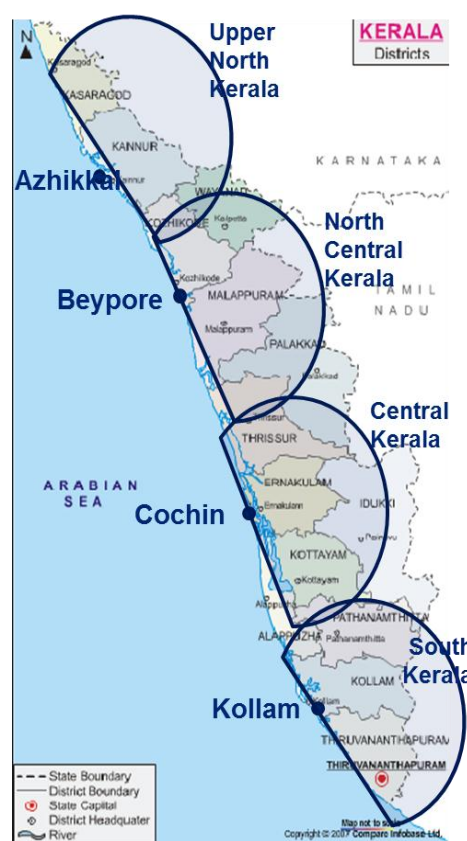 N
KERALA
Districts
Upper
North
Kerala
Kasaragod
KASARAGOD
KANNUR
KARNATAKA
Azhikkal
Kannur
WAYANAD
KOZHIKODE
Kalpetta
North
Central
Kerala
TAMIL
NADU
Kozhikode
Beypore
MALAPPURAM
Malappuram
PALAKKAD
Palakkad
Central
Kerala
Thrissur
THRISSUR
ARABIAN
SEA
ERNAKULAM
IDUKKI
Cochin
Ernakulam
Painavu
KOTTAYAM
Kottayam
Alappuzha
PATHANAMTHITTA
ALAPPUZHA
Pathanamthitta
South
Kerala
KOLLAM
Kollam
Kollam
THIRUVANANTHAPURAM
THIRUVANANTHAPURAM
State Boundary
District Boundary
State Capital
District Headquater
River
Map not to scale
Copyright © 2007 Compare Infobase Ltd.